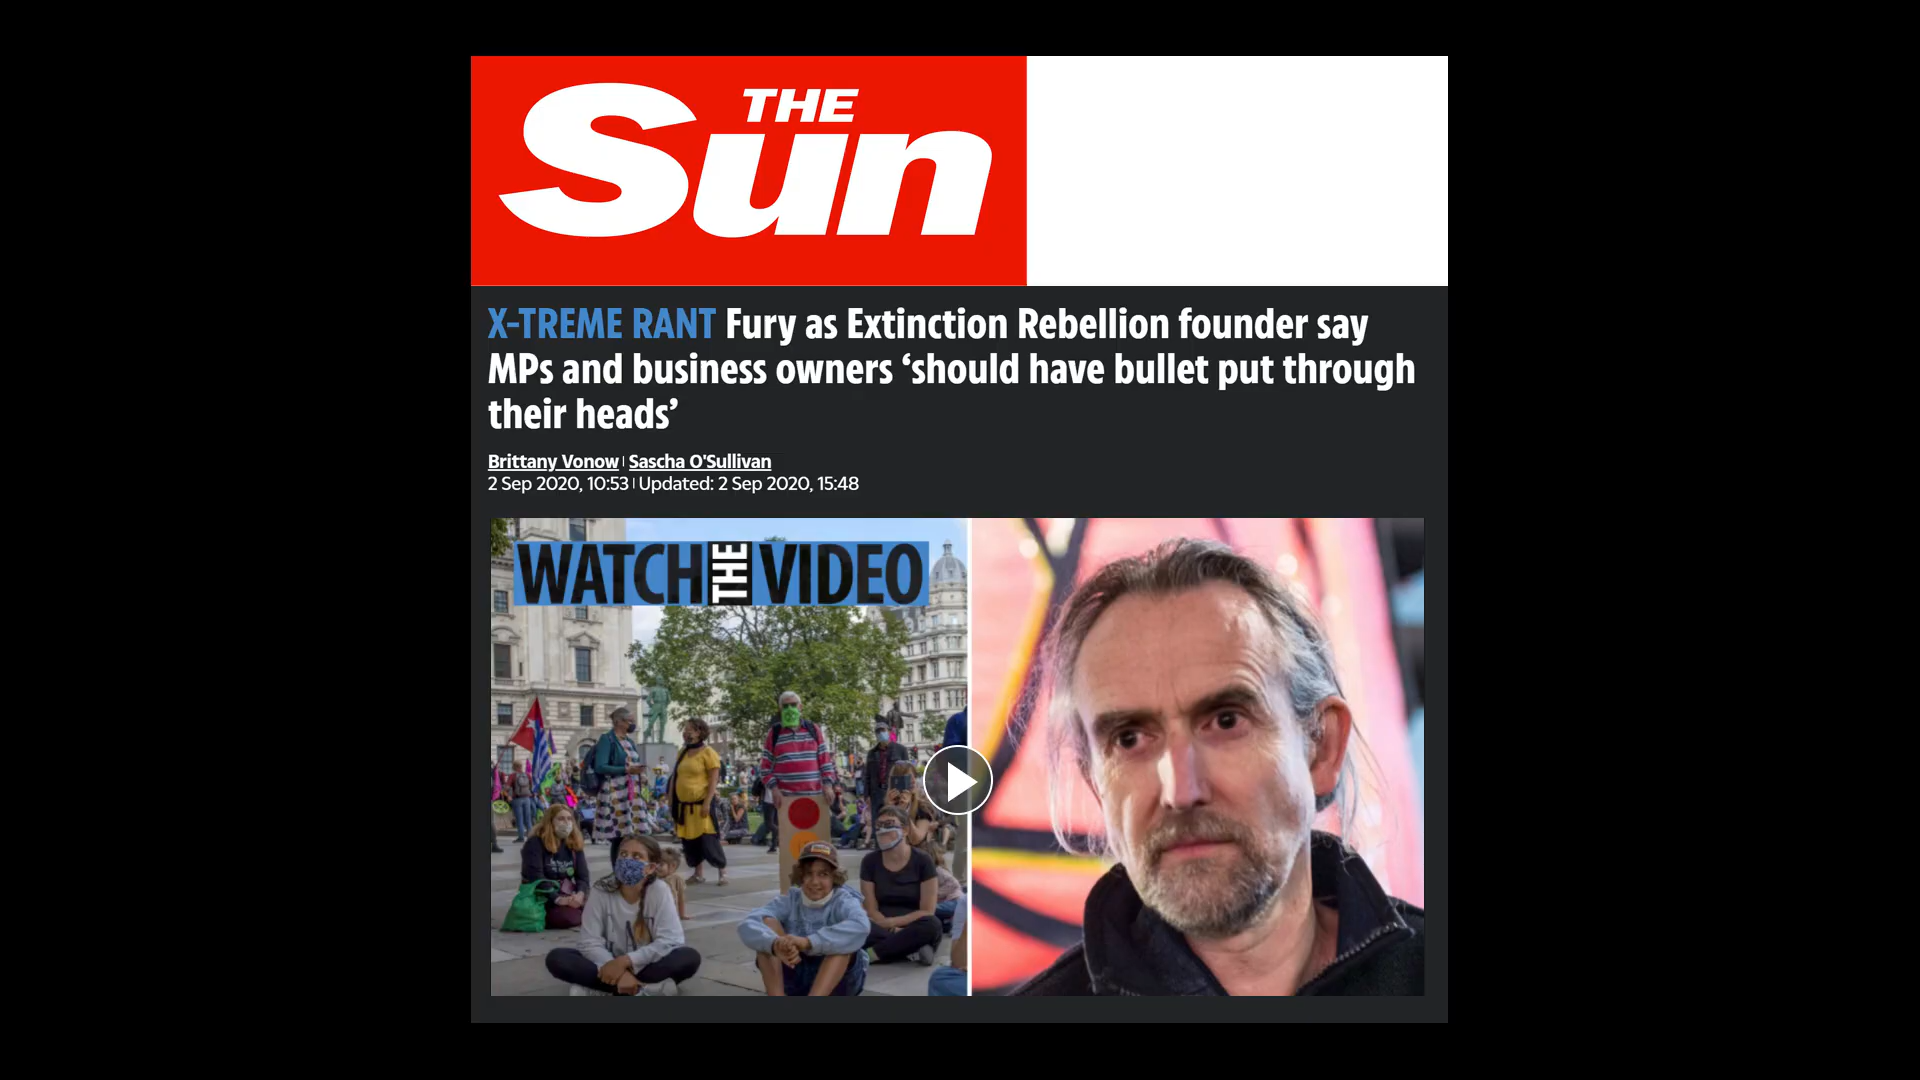 THE
Sun
X-TREME RANT Fury as Extinction Rebellion founder say
MPs and business owners ‘should have bullet put through
their heads’
Brittany Vonow | Sascha O'Sullivan
2 Sep 2020, 10:53 | Updated: 2 Sep 2020, 15:48
WATCH THE VIDEO